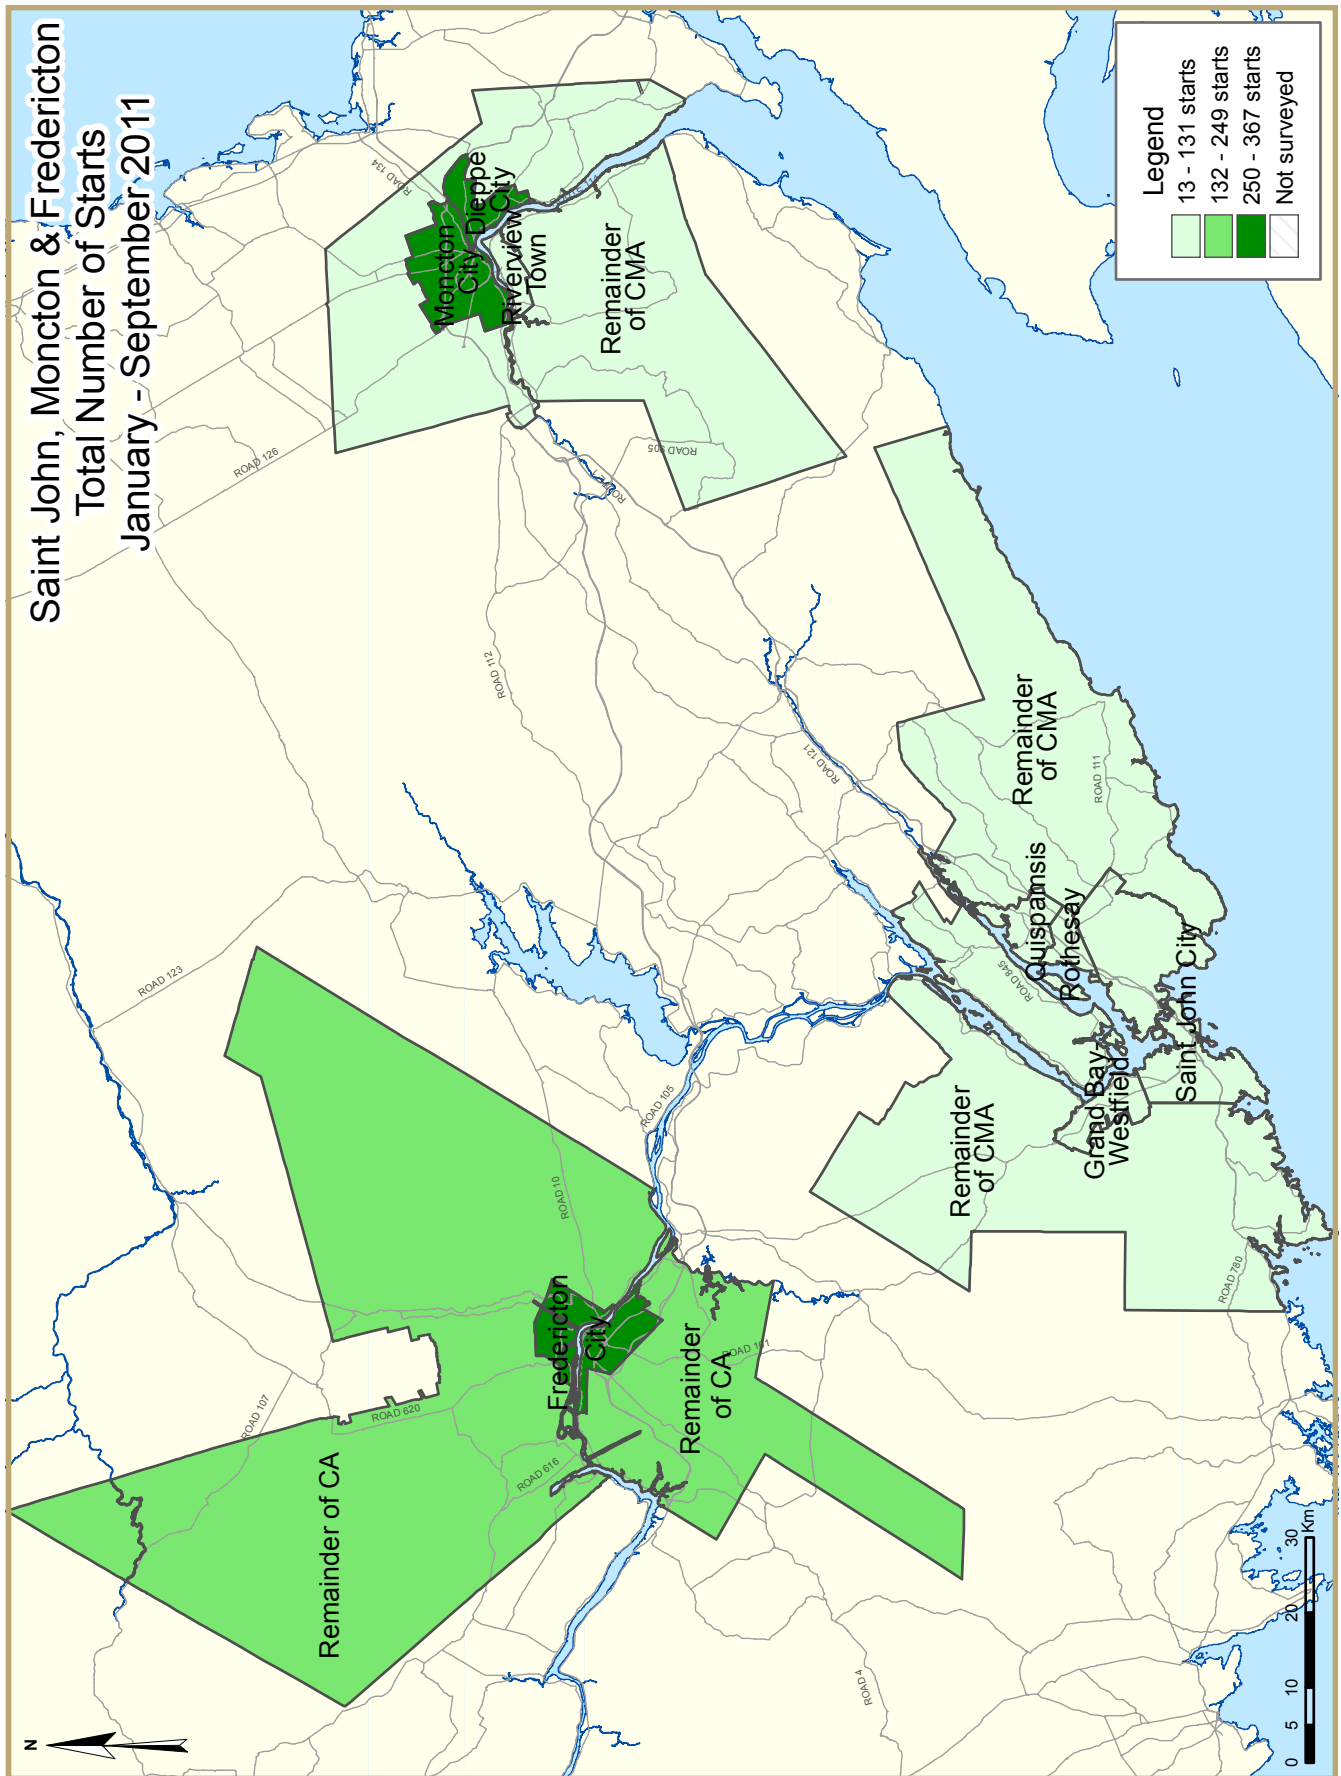 Saint John, Moncton & Fredericton
Total Number of Starts
January - September 2011
N
Legend
13 - 131 starts
132 - 249 starts
250 - 367 starts
Not surveyed
Remainder of CA
Fredericton
City
Remainder
of CA
Moncton
City
Dieppe
City
Riverview
Town
Remainder
of CMA
Remainder
of CMA
Quispamsis
Rothesay
Saint John City
Grand Bay-
Westfield
Remainder
of CMA
ROAD 134
ROAD 126
ROAD 905
ROAD 112
ROAD 121
ROAD 111
ROAD 845
ROAD 123
ROAD 105
ROAD 10
ROAD 107
ROAD 620
ROAD 616
ROAD 101
ROAD 780
ROAD 4
0 5 10 20 30
Km